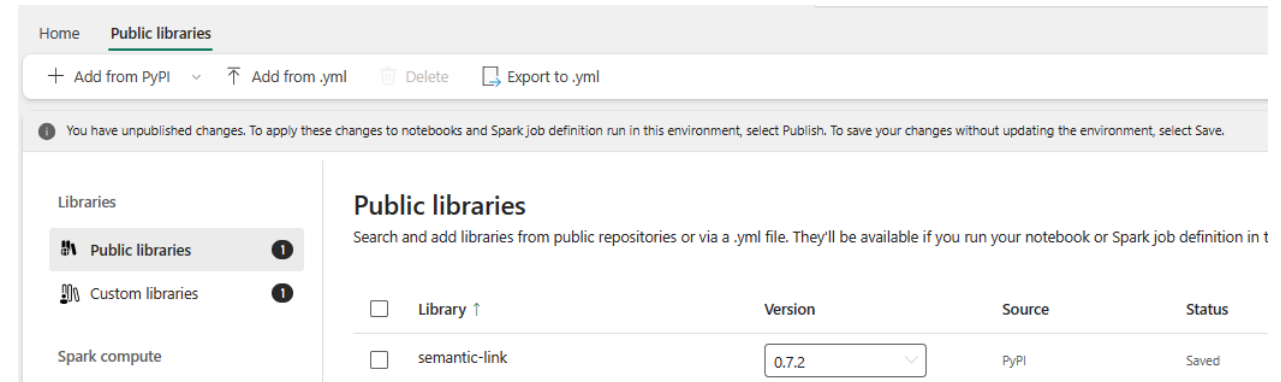 Home Public libraries
+ Add from PyPI Add from .yml Delete Export to .yml
You have unpublished changes. To apply these changes to notebooks and Spark job definition run in this environment, select Publish. To save your changes without updating the environment, select Save.
Libraries
Public libraries 1
Custom libraries 1
Spark compute
Public libraries
Search and add libraries from public repositories or via a .yml file. They'll be available if you run your notebook or Spark job definition in t
Library ↑ Version Source Status
semantic-link 0.7.2 PyPI Saved